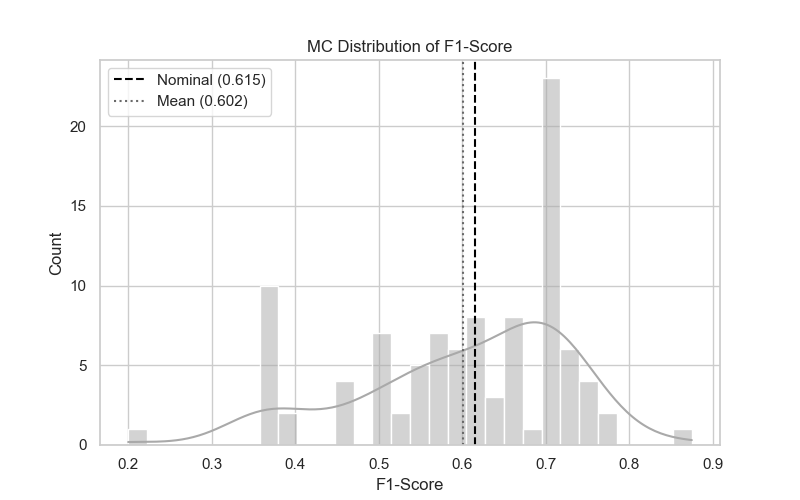 MC Distribution of F1-Score
Nominal (0.615)
Mean (0.602)
Count
20
15
10
5
0
0.2 0.3 0.4 0.5 0.6 0.7 0.8 0.9
F1-Score